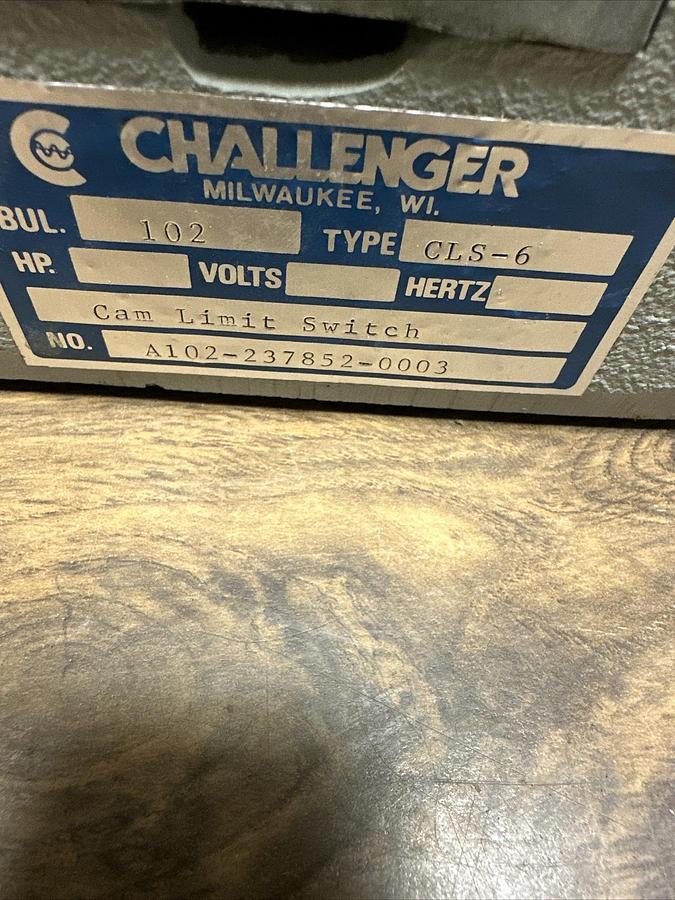 CHALLENGER
MILWAUKEE, WI.
BUL. 102 TYPE CLS-6
HP. VOLTS HERTZ
Cam Limit Switch
NO. A102-237852-0003